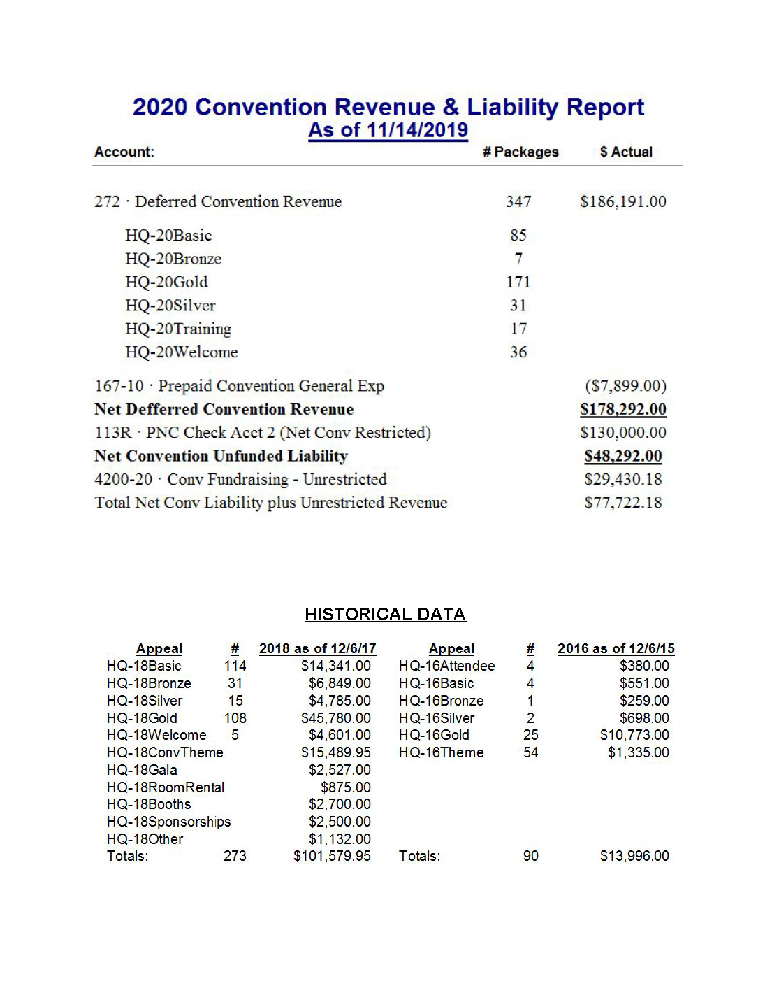 2020 Convention Revenue & Liability Report
As of 11/14/2019
Account: # Packages $ Actual
272 · Deferred Convention Revenue 347 $186,191.00
HQ-20Basic 85
HQ-20Bronze 7
HQ-20Gold 171
HQ-20Silver 31
HQ-20Training 17
HQ-20Welcome 36
167-10 · Prepaid Convention General Exp ($7,899.00)
Net Defferred Convention Revenue $178,292.00
113R · PNC Check Acct 2 (Net Conv Restricted) $130,000.00
Net Convention Unfunded Liability $48,292.00
4200-20 · Conv Fundraising - Unrestricted $29,430.18
Total Net Conv Liability plus Unrestricted Revenue $77,722.18
HISTORICAL DATA
Appeal # 2018 as of 12/6/17 Appeal # 2016 as of 12/6/15
HQ-18Basic 114 $14,341.00 HQ-16Attendee 4 $380.00
HQ-18Bronze 31 $6,849.00 HQ-16Basic 4 $551.00
HQ-18Silver 15 $4,785.00 HQ-16Bronze 1 $259.00
HQ-18Gold 108 $45,780.00 HQ-16Silver 2 $698.00
HQ-18Welcome 5 $4,601.00 HQ-16Gold 25 $10,773.00
HQ-18ConvTheme $15,489.95 HQ-16Theme 54 $1,335.00
HQ-18Gala $2,527.00
HQ-18RoomRental $875.00
HQ-18Booths $2,700.00
HQ-18Sponsorships $2,500.00
HQ-18Other $1,132.00
Totals: 273 $101,579.95 Totals: 90 $13,996.00